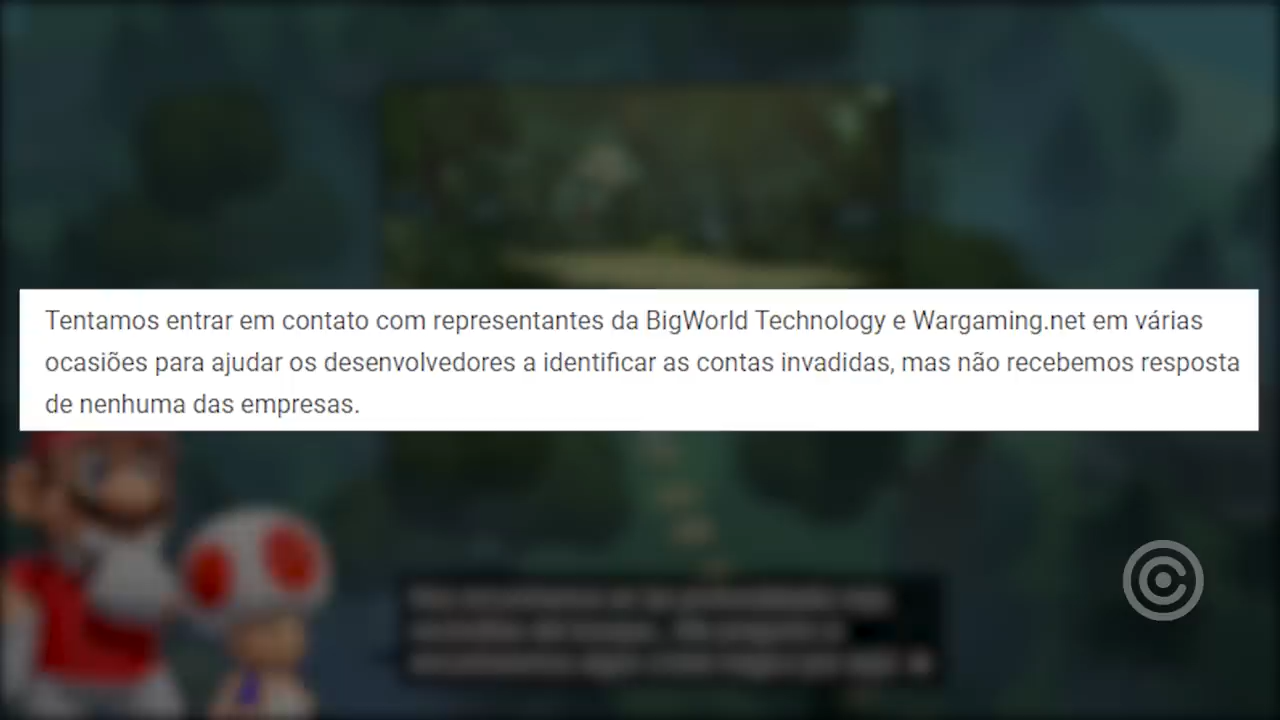 Tentamos entrar em contato com representantes da BigWorld Technology e Wargaming.net em várias
ocasiões para ajudar os desenvolvedores a identificar as contas invadidas, mas não recebemos resposta
de nenhuma das empresas.